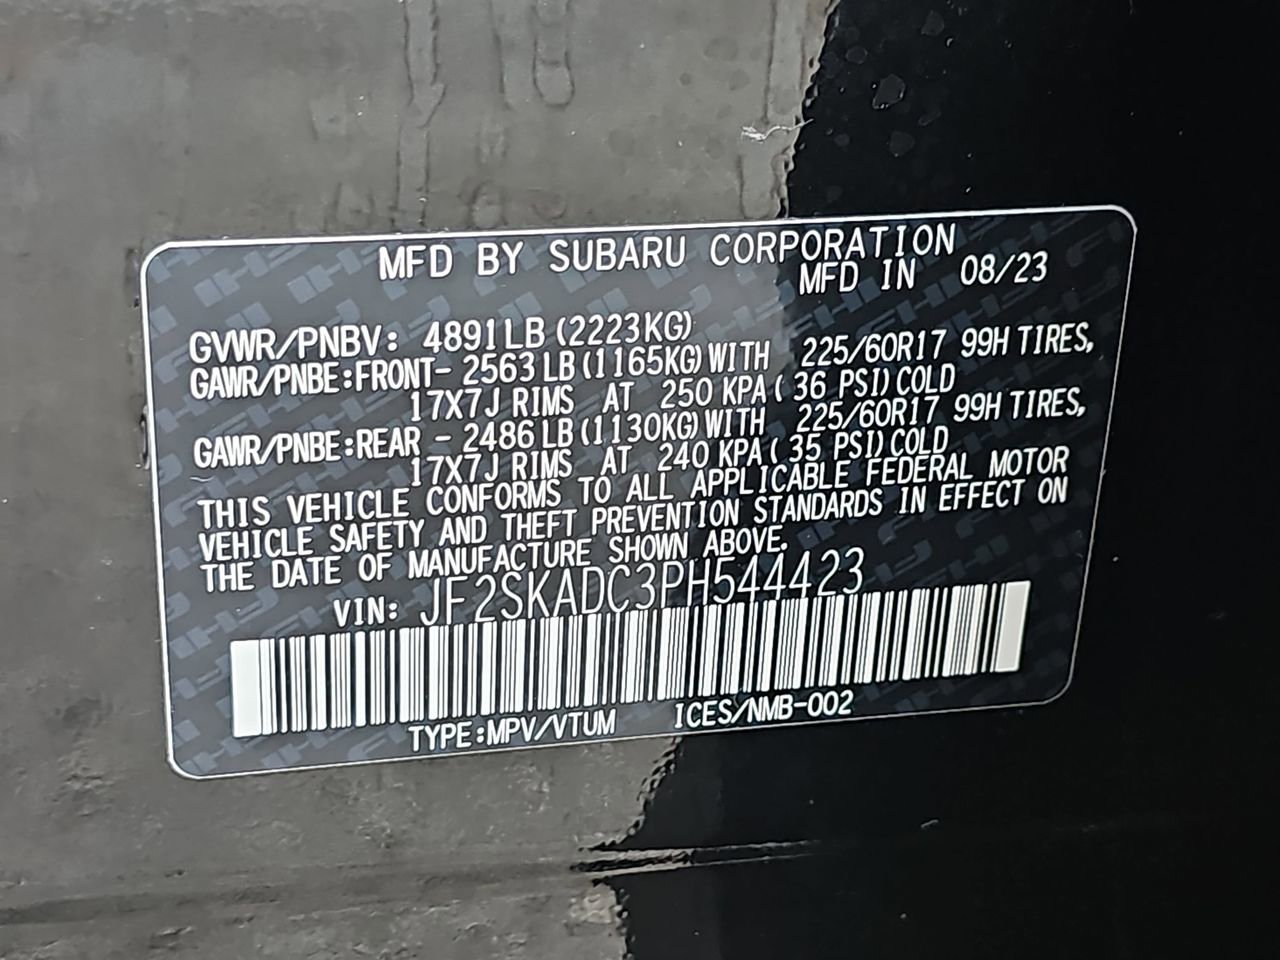 MFD BY SUBARU CORPORATION
MFD IN 08/23
GVWR/PNBV: 4891LB (2223KG)
GAWR/PNBE:FRONT- 2563 LB (1165KG) WITH 225/60R17 99H TIRES,
17X7J RIMS AT 250 KPA ( 36 PSI) COLD
GAWR/PNBE:REAR - 2486 LB (1130KG) WITH 225/60R17 99H TIRES,
17X7J RIMS AT 240 KPA ( 35 PSI) COLD
THIS VEHICLE CONFORMS TO ALL APPLICABLE FEDERAL MOTOR
VEHICLE SAFETY AND THEFT PREVENTION STANDARDS IN EFFECT ON
THE DATE OF MANUFACTURE SHOWN ABOVE.
VIN: JF2SKADC3PH544423
TYPE:MPV/VTUM ICES/NMB-002